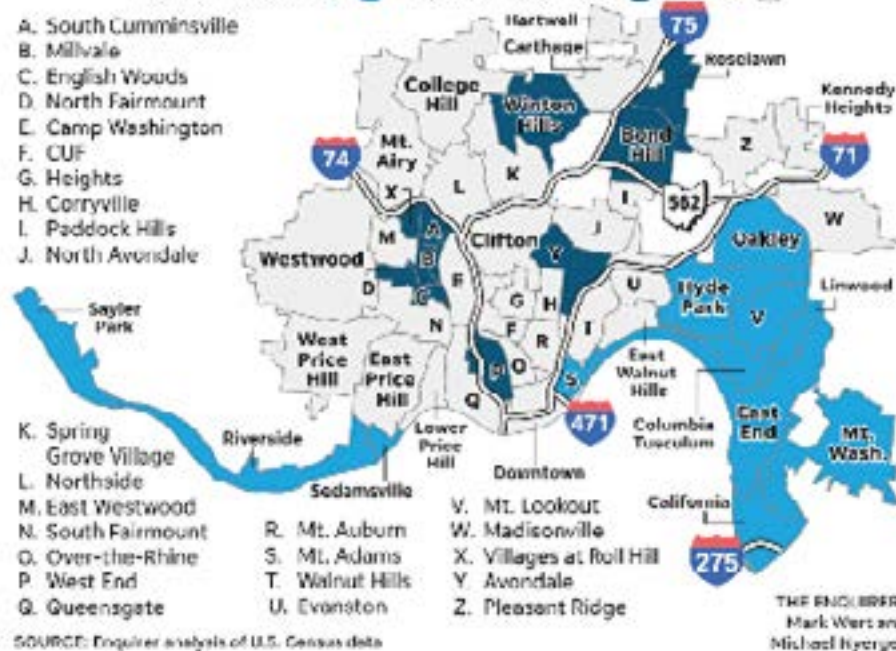 A. South Cumminsville
B. Millvale
C. English Woods
D. North Fairmount
E. Camp Washington
F. CUF
G. Heights
H. Corryville
I. Paddock Hills
J. North Avondale
Hartwell
Carthage
75
Roselawn
College
Hill
Winton
Hills
Bond
Hill
Kennedy
Heights
Z
71
74
Mt.
Airy
X
L
K
I
562
J
W
Oakley
Westwood
M
A
B
C
D
Clifton
Y
E
G
H
U
Hyde
Park
V
Linwood
Sayler
Park
West
Price
Hill
East
Price
Hill
N
F
R
O
P
Q
S
East
Walnut
Hills
471
Columbia
Tusculum
East
End
Mt.
Wash.
Riverside
Lower
Price
Hill
Sedamsville
Downtown
California
275
K. Spring
Grove Village
L. Northside
M. East Westwood
N. South Fairmount
O. Over-the-Rhine
P. West End
Q. Queensgate
R. Mt. Auburn
S. Mt. Adams
T. Walnut Hills
U. Evanston
V. Mt. Lookout
W. Madisonville
X. Villages at Roll Hill
Y. Avondale
Z. Pleasant Ridge
THE ENQUIRER
Mark Wert an
Michael Nyerge
SOURCE: Enquirer analysis of U.S. Census data